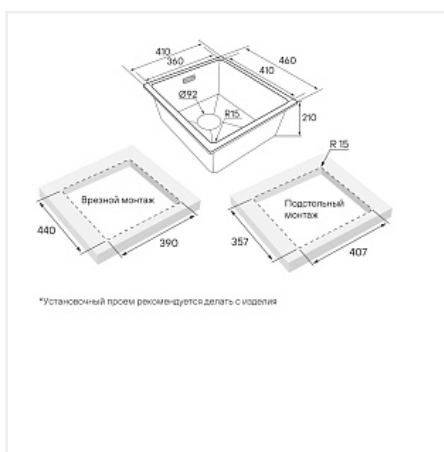 410
360
460
410
Ø92
R15
210
R 15
Врезной монтаж
440
390
Подстольный
монтаж
357
407
*Установочный проем рекомендуется делать с изделия